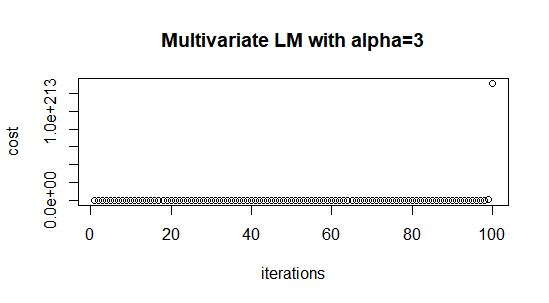 Multivariate LM with alpha=3
cost
1.0e+213
0.0e+00
0 20 40 60 80 100
iterations